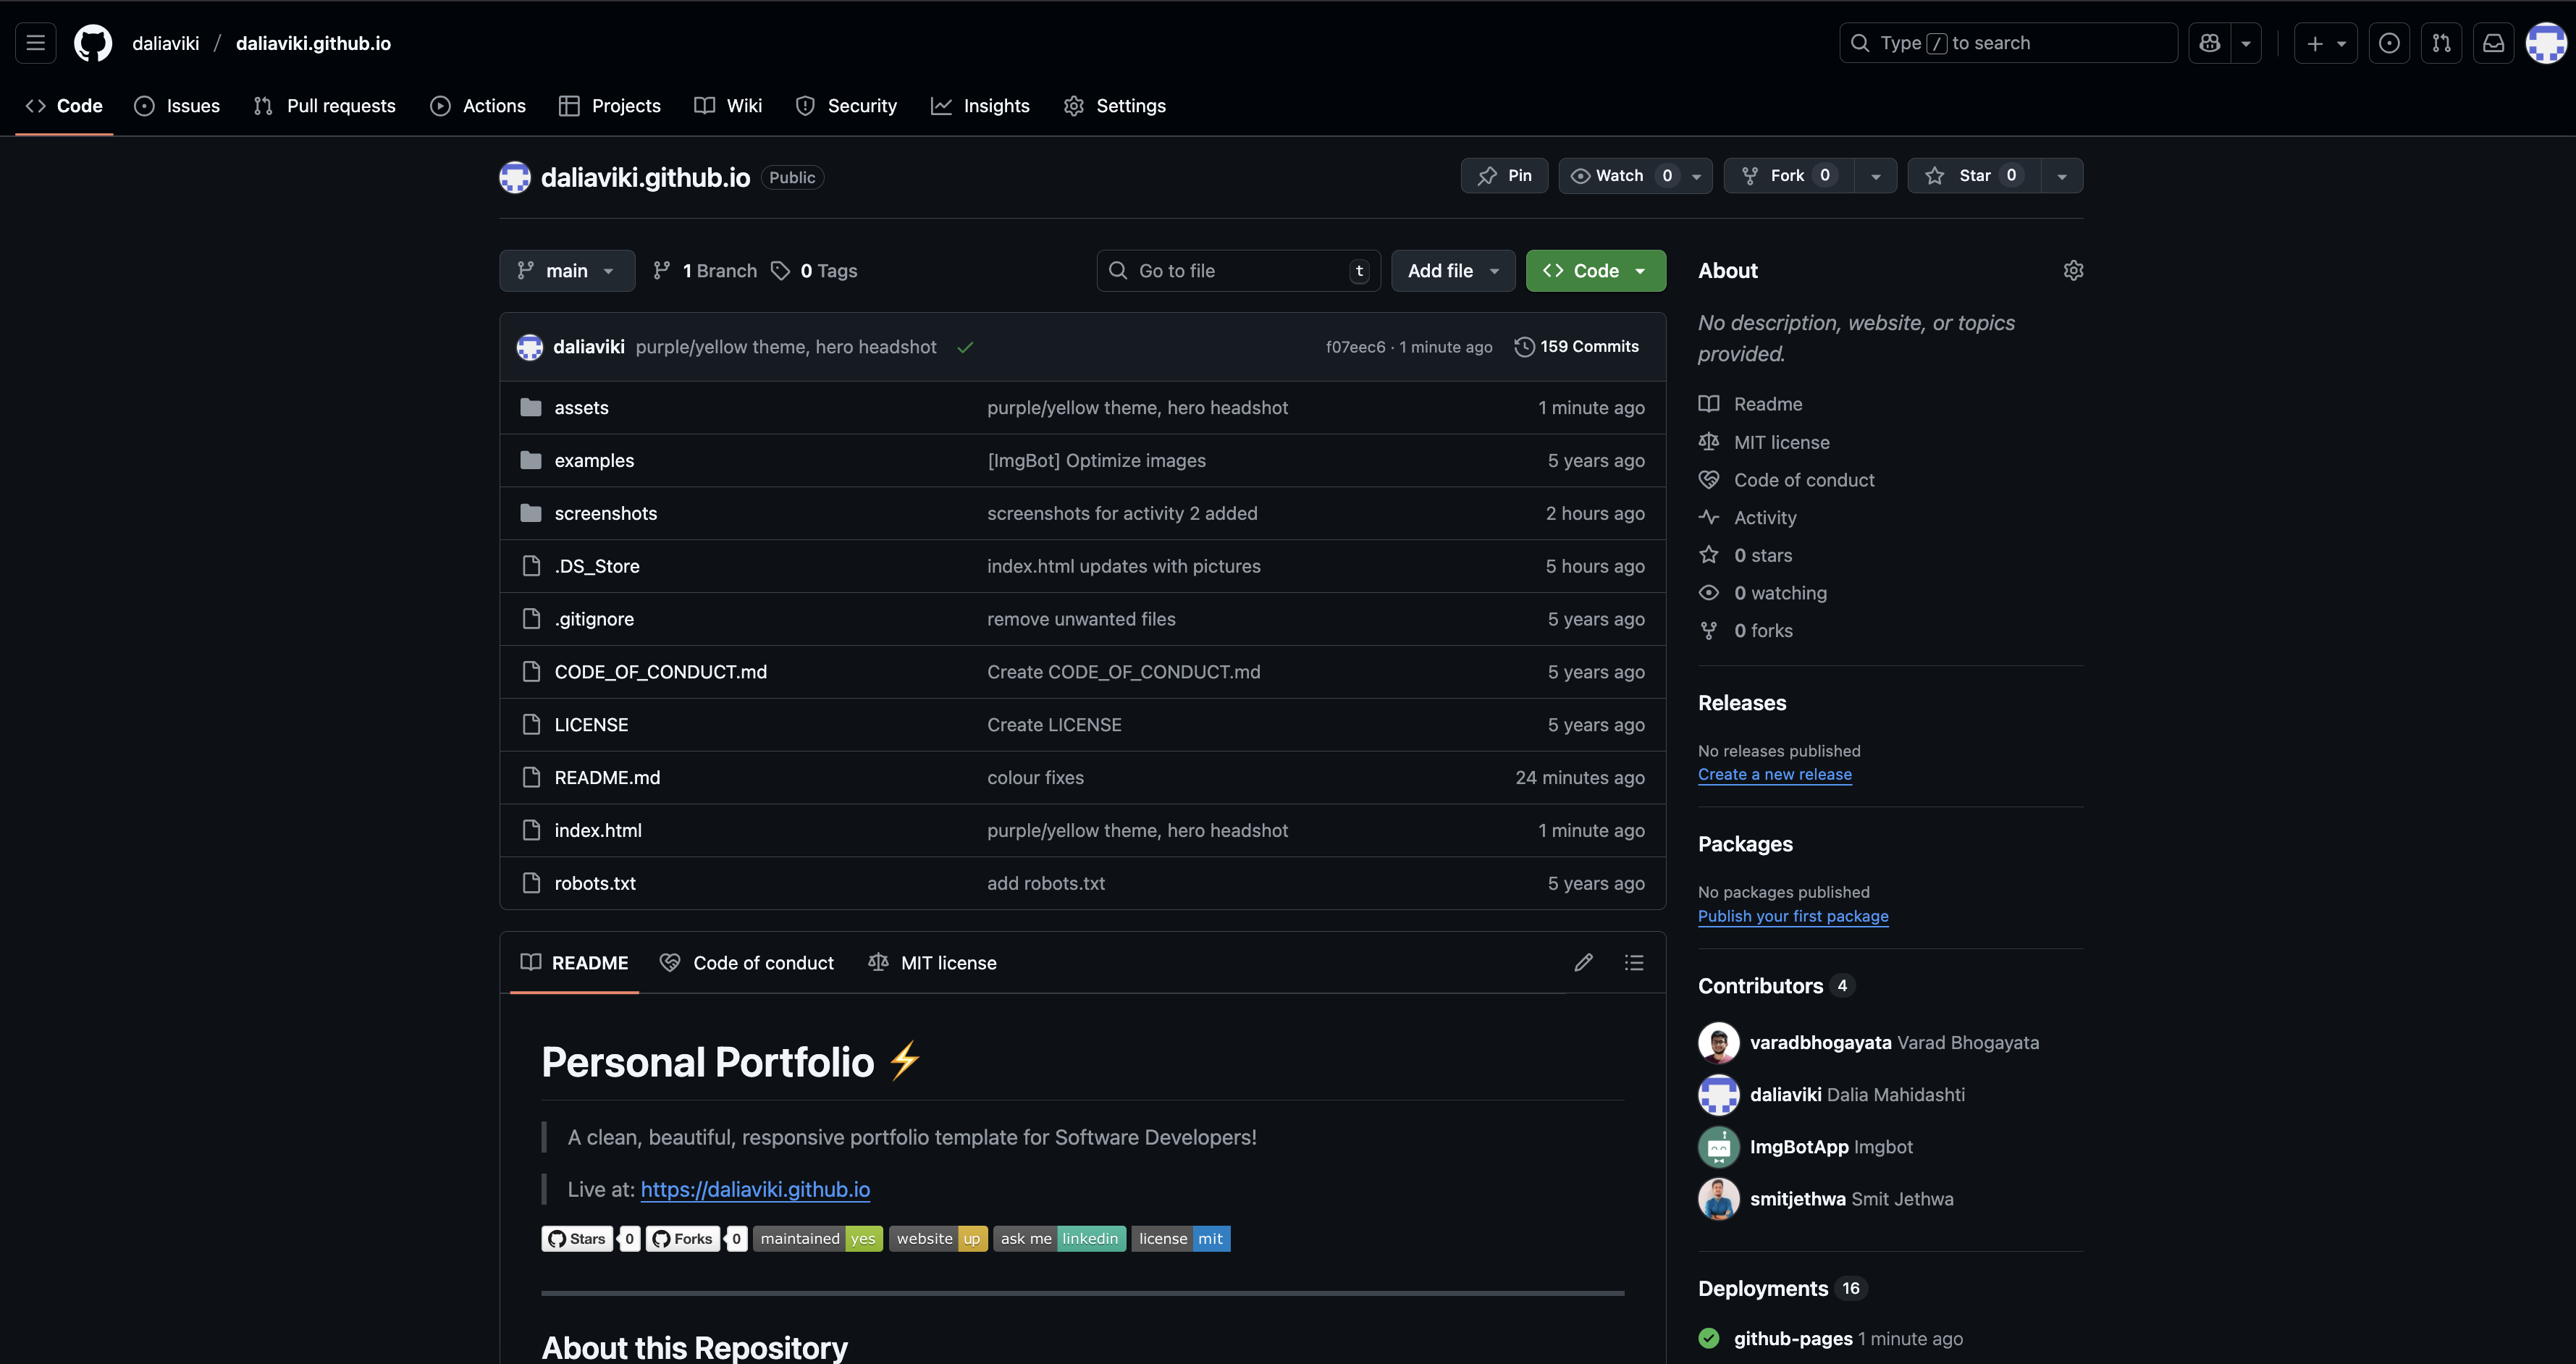 daliaviki / daliaviki.github.io
Type / to search
Code Issues Pull requests Actions Projects Wiki Security Insights Settings
daliaviki.github.io Public
Pin Watch 0 Fork 0 Star 0
main 1 Branch 0 Tags Go to file t Add file Code
daliaviki purple/yellow theme, hero headshot f07eec6 · 1 minute ago 159 Commits
assets purple/yellow theme, hero headshot 1 minute ago
examples [ImgBot] Optimize images 5 years ago
screenshots screenshots for activity 2 added 2 hours ago
.DS_Store index.html updates with pictures 5 hours ago
.gitignore remove unwanted files 5 years ago
CODE_OF_CONDUCT.md Create CODE_OF_CONDUCT.md 5 years ago
LICENSE Create LICENSE 5 years ago
README.md colour fixes 24 minutes ago
index.html purple/yellow theme, hero headshot 1 minute ago
robots.txt add robots.txt 5 years ago
README Code of conduct MIT license
Personal Portfolio ⚡
A clean, beautiful, responsive portfolio template for Software Developers!
Live at: https://daliaviki.github.io
Stars 0 Forks 0 maintained yes website up ask me linkedin license mit
About this Repository
About
No description, website, or topics
provided.
Readme
MIT license
Code of conduct
Activity
0 stars
0 watching
0 forks
Releases
No releases published
Create a new release
Packages
No packages published
Publish your first package
Contributors 4
varadbhogayata Varad Bhogayata
daliaviki Dalia Mahidashti
ImgBotApp Imgbot
smitjethwa Smit Jethwa
Deployments 16
github-pages 1 minute ago